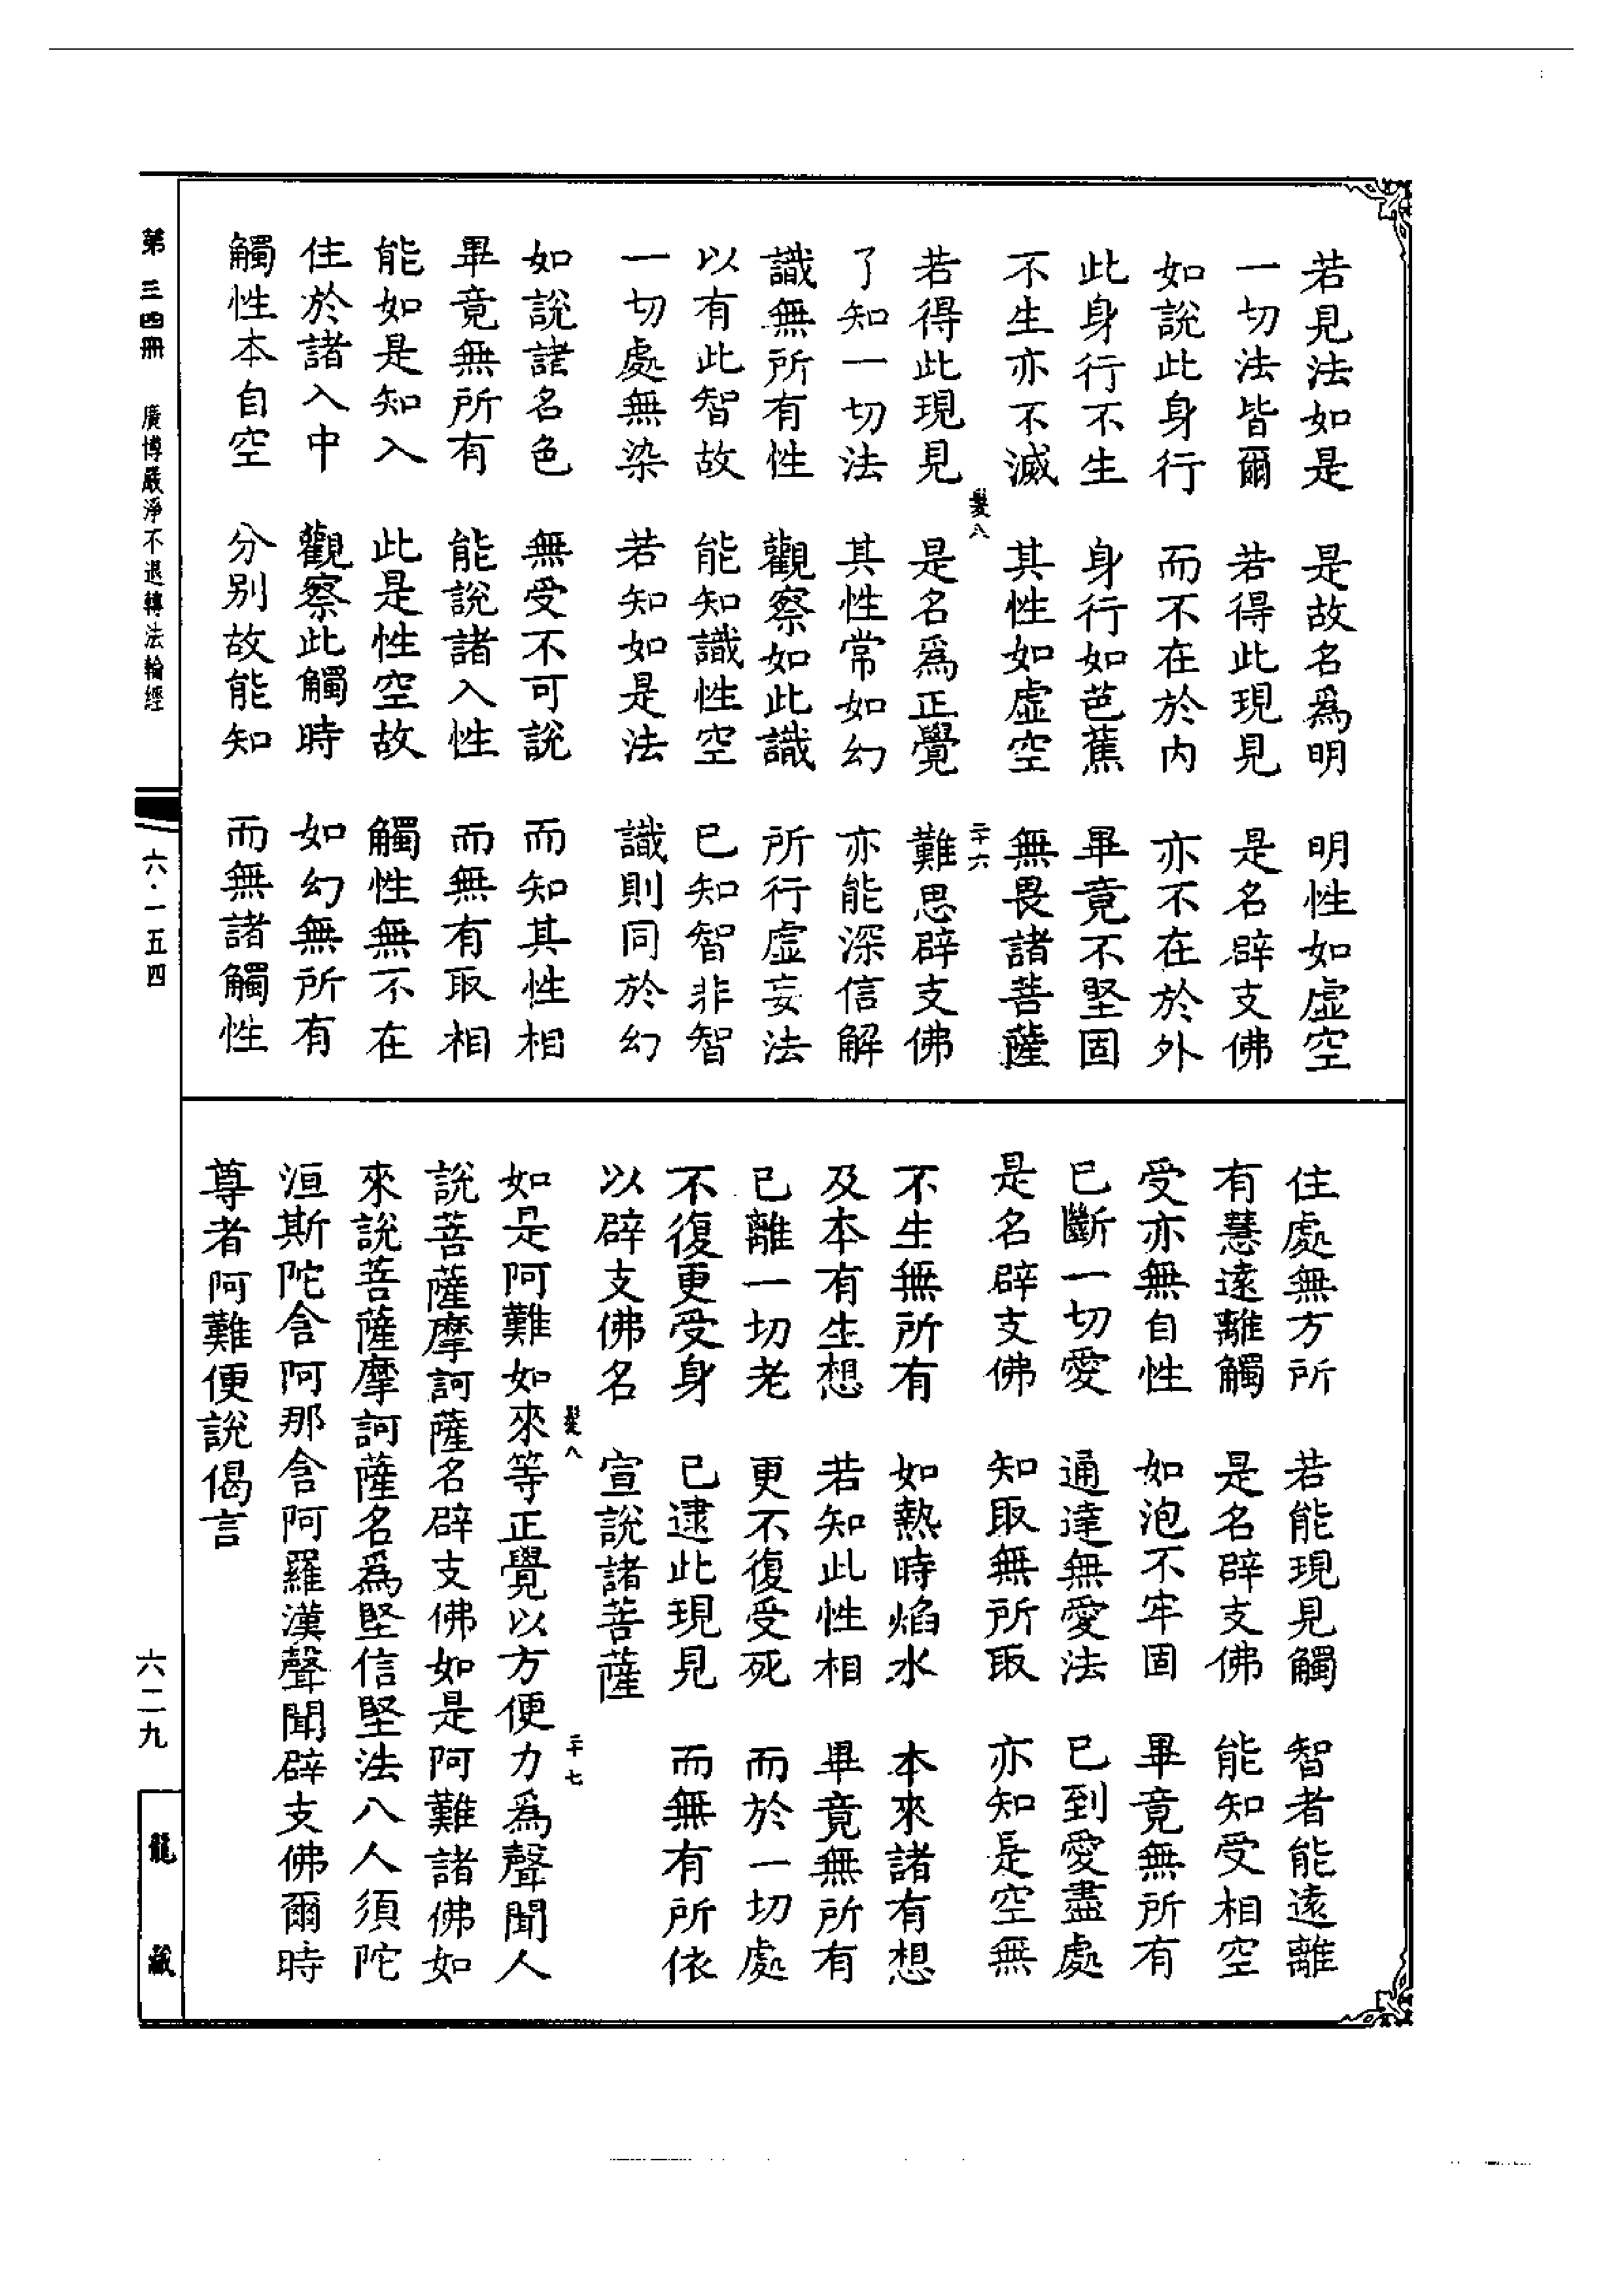 若見法如是　是故名爲明　明性如虛空
一切法皆爾　若得此現見　是名辟支佛
如說此身行　而不在於内　亦不在於外
此身行不生　身行如芭蕉　畢竟不堅固
不生亦不滅　其性如虛空　無畏諸菩薩
髮八　二十六
若得此現見　是名爲正覺　難思辟支佛
了知一切法　其性常如幻　亦能深信解
識無所有性　觀察如此識　所行虛妄法
以有此智故　能知識性空　已知智非智
一切處無染　若知如是法　識則同於幻
如說諸名色　無受不可說　而知其性相
畢竟無所有　能說諸入性　而無有取相
能如是知入　此是性空故　觸性無不在
住於諸入中　觀察此觸時　如幻無所有
觸性本自空　分别故能知　而無諸觸性
住處無方所　若能現見觸　智者能遠離
有慧遠離觸　是名辟支佛　能知受相空
受亦無自性　如泡不牢固　畢竟無所有
已斷一切愛　通達無愛法　已到愛盡處
是名辟支佛　知取無所取　亦知是空無
不生無所有　如熱時焰水　本來諸有想
及本有生想　若知此性相　畢竟無所有
已離一切老　更不復受死　而於一切處
不復更受身　已逮此現見　而無有所依
以辟支佛名　宣說諸菩薩
髮八　二十七
如是阿難如來等正覺以方便力爲聲聞人
說菩薩摩訶薩名辟支佛如是阿難諸佛如
來說菩薩摩訶薩名爲堅信堅法八人須陀
洹斯陀含阿那含阿羅漢聲聞辟支佛爾時
尊者阿難便說偈言
第三四冊　廣博嚴淨不退轉法輪經　六·一五四　六二九　龍藏